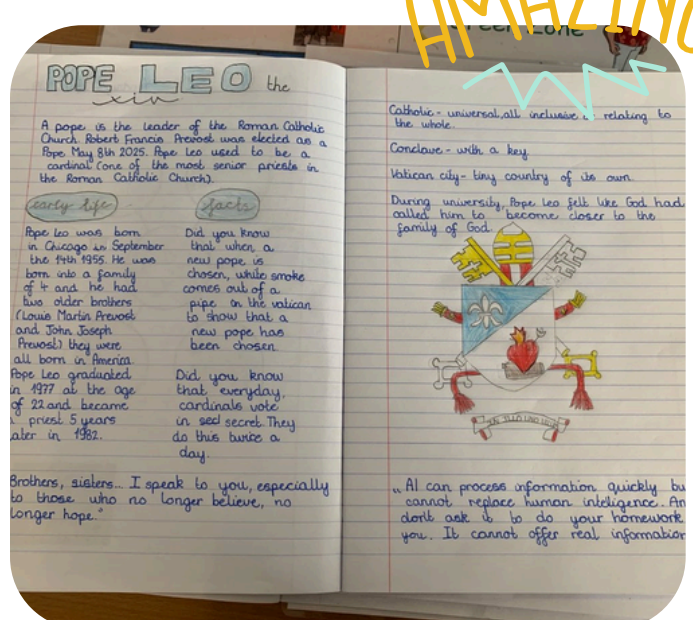 AMAZING
Green Zone
POPE LEO the
xiv
A pope is the leader of the Roman Catholic
Church. Robert Francis Prevost was elected as a
Pope May 8th 2025. Pope Leo used to be a
cardinal (one of the most senior priests in
the Roman Catholic Church).
early life
Pope Leo was born
in Chicago in September
the 14th 1955. He was
born into a family
of 4 and he had
two older brothers
(Louis Martin Prevost
and John Joseph
Prevost) they were
all born in America.
Pope Leo graduated
in 1977 at the age
of 22 and became
priest 5 years
ater in 1982.
facts
Did you know
that when a
new pope is
chosen, white smoke
comes out of a
pipe in the vatican
to show that a
new pope has
been chosen.
Did you know
that everyday,
cardinals vote
in sed secret. They
do this twice a
day.
Brothers, sisters... I speak to you, especially
to those who no longer believe, no
longer hope."
Catholic - universal, all inclusive relating to
the whole.
Conclave - with a key.
Vatican city - tiny country of its own.
During university, Pope Leo felt like God had
called him to become closer to the
family of God.
IN ILLO UNO
"AI can process information quickly bu
cannot replace human intelligence. An
don't ask it to do your homework
you. It cannot offer real information